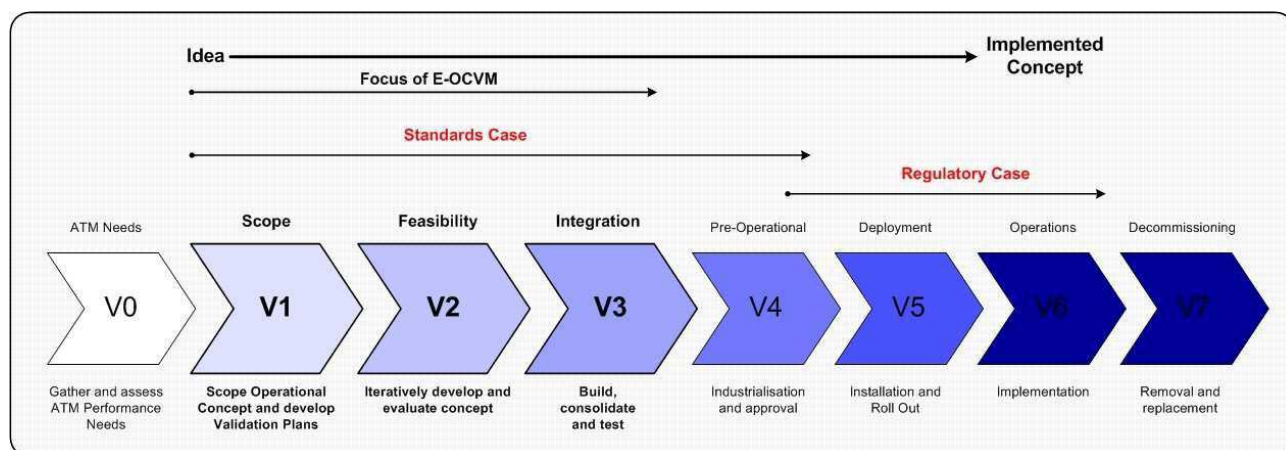 Idea
Implemented
Concept
Focus of E-OCVM
Standards Case
Regulatory Case
ATM Needs
Scope
Feasibility
Integration
Pre-Operational
Deployment
Operations
Decommissioning
V0
V1
V2
V3
V4
V5
V6
V7
Gather and assess
ATM Performance
Needs
Scope Operational
Concept and develop
Validation Plans
Iteratively develop and
evaluate concept
Build,
consolidate
and test
Industrialisation
and approval
Installation and
Roll Out
Implementation
Removal and
replacement